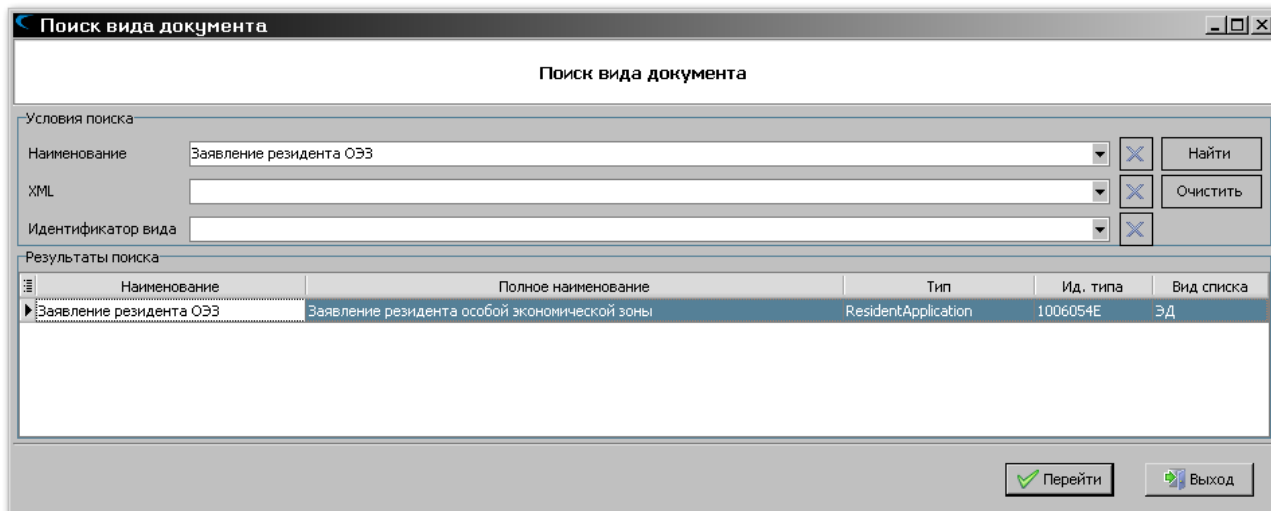 Поиск вида документа
Поиск вида документа
Условия поиска
Наименование Заявление резидента ОЭЗ Найти
XML Очистить
Идентификатор вида
Результаты поиска
Наименование Полное наименование Тип Ид. типа Вид списка
Заявление резидента ОЭЗ Заявление резидента особой экономической зоны ResidentApplication 1006054E ЭД
Перейти Выход